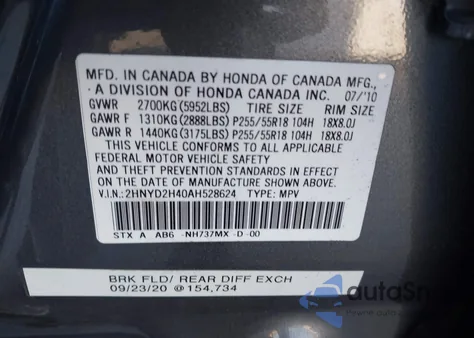 MFD. IN CANADA BY HONDA OF CANADA MFG.,
A DIVISION OF HONDA CANADA INC. 07/'10
GVWR 2700KG (5952LBS) TIRE SIZE RIM SIZE
GAWR F 1310KG (2888LBS) P255/55R18 104H 18X8.0J
GAWR R 1440KG (3175LBS) P255/55R18 104H 18X8.0J
THIS VEHICLE CONFORMS TO ALL APPLICABLE
FEDERAL MOTOR VEHICLE SAFETY
AND THEFT PREVENTION STANDARDS IN EFFECT ON
THE DATE OF MANUFACTURE SHOWN ABOVE.
V.I.N.: 2HNYD2H40AH528624 TYPE: MPV
STX A AB6 -NH737MX -D-00
BRK FLD/ REAR DIFF EXCH
09/23/20 @154,734
autaSn